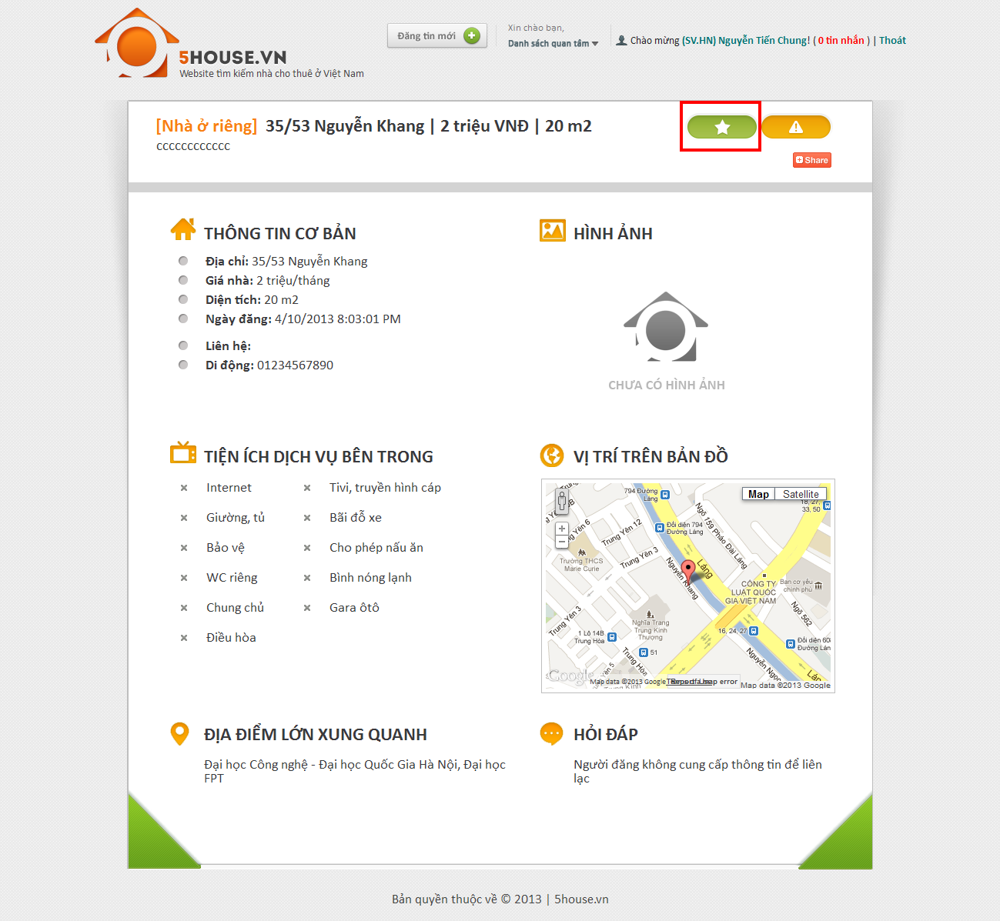 5HOUSE.VN
Website tìm kiếm nhà cho thuê ở Việt Nam
Đăng tin mới
Xin chào bạn,
Danh sách quan tâm
Chào mừng (SV.HN) Nguyễn Tiến Chung! ( 0 tin nhắn ) | Thoát
[Nhà ở riêng] 35/53 Nguyễn Khang | 2 triệu VNĐ | 20 m2
cccccccccccc
Share
THÔNG TIN CƠ BẢN
Địa chỉ: 35/53 Nguyễn Khang
Giá nhà: 2 triệu/tháng
Diện tích: 20 m2
Ngày đăng: 4/10/2013 8:03:01 PM
Liên hệ:
Di động: 01234567890
HÌNH ẢNH
CHƯA CÓ HÌNH ẢNH
TIỆN ÍCH DỊCH VỤ BÊN TRONG
Internet
Tivi, truyền hình cáp
Giường, tủ
Bãi đỗ xe
Bảo vệ
Cho phép nấu ăn
WC riêng
Bình nóng lạnh
Chung chủ
Gara ôtô
Điều hòa
VỊ TRÍ TRÊN BẢN ĐỒ
794 Đường
Láng
Map
Satellite
18, 27,
33, 50
Đối diện 794
Đường Láng
Ngõ 159 Pháo Đài Láng
Trung Yên 6
Trung Yên 12
Trung Yên 3
Trường THCS
Marie Curie
Nguyễn Khang
Láng
CÔNG TY
LUẬT QUỐC
GIA VIỆT NAM
Ban cơ yếu
chính phủ
Ngõ 562
Trung Yên 3
Nghĩa Trang
Trung Kính
Thượng
1 Lô 14B
Trung Hòa
16, 24, 27
Đối diện 608
Đường Láng
51
Trung Hòa
Nguyễn Ngọc
Láng
Google
Map data ©2013 Google
Report a map error
Map data ©2013 Google
ĐỊA ĐIỂM LỚN XUNG QUANH
Đại học Công nghệ - Đại học Quốc Gia Hà Nội, Đại học
FPT
HỎI ĐÁP
Người đăng không cung cấp thông tin để liên
lạc
Bản quyền thuộc về © 2013 | 5house.vn